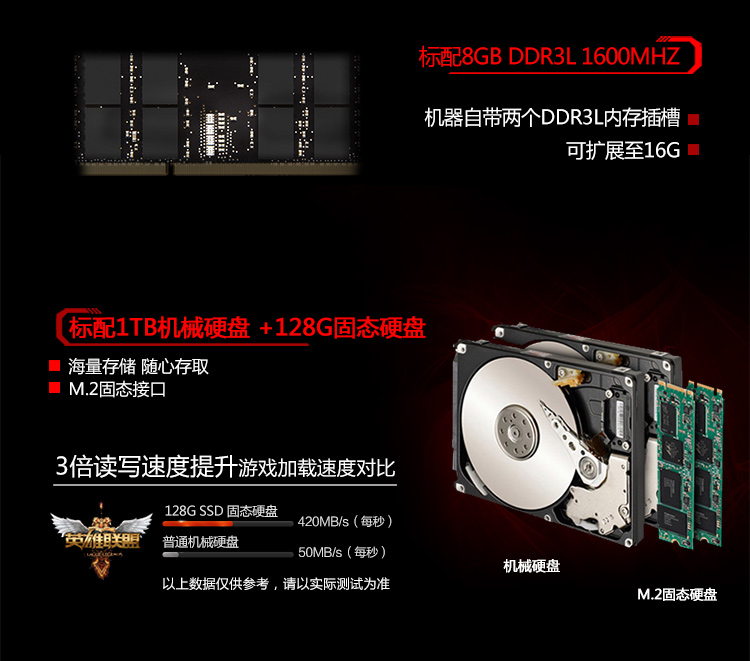 标配8GB DDR3L 1600MHZ
机器自带两个DDR3L内存插槽
可扩展至16G
标配1TB机械硬盘 +128G固态硬盘
海量存储 随心存取
M.2固态接口
3倍读写速度提升游戏加载速度对比
英雄联盟
128G SSD 固态硬盘
420MB/s（每秒）
普通机械硬盘
50MB/s（每秒）
以上数据仅供参考，请以实际测试为准
机械硬盘
M.2固态硬盘